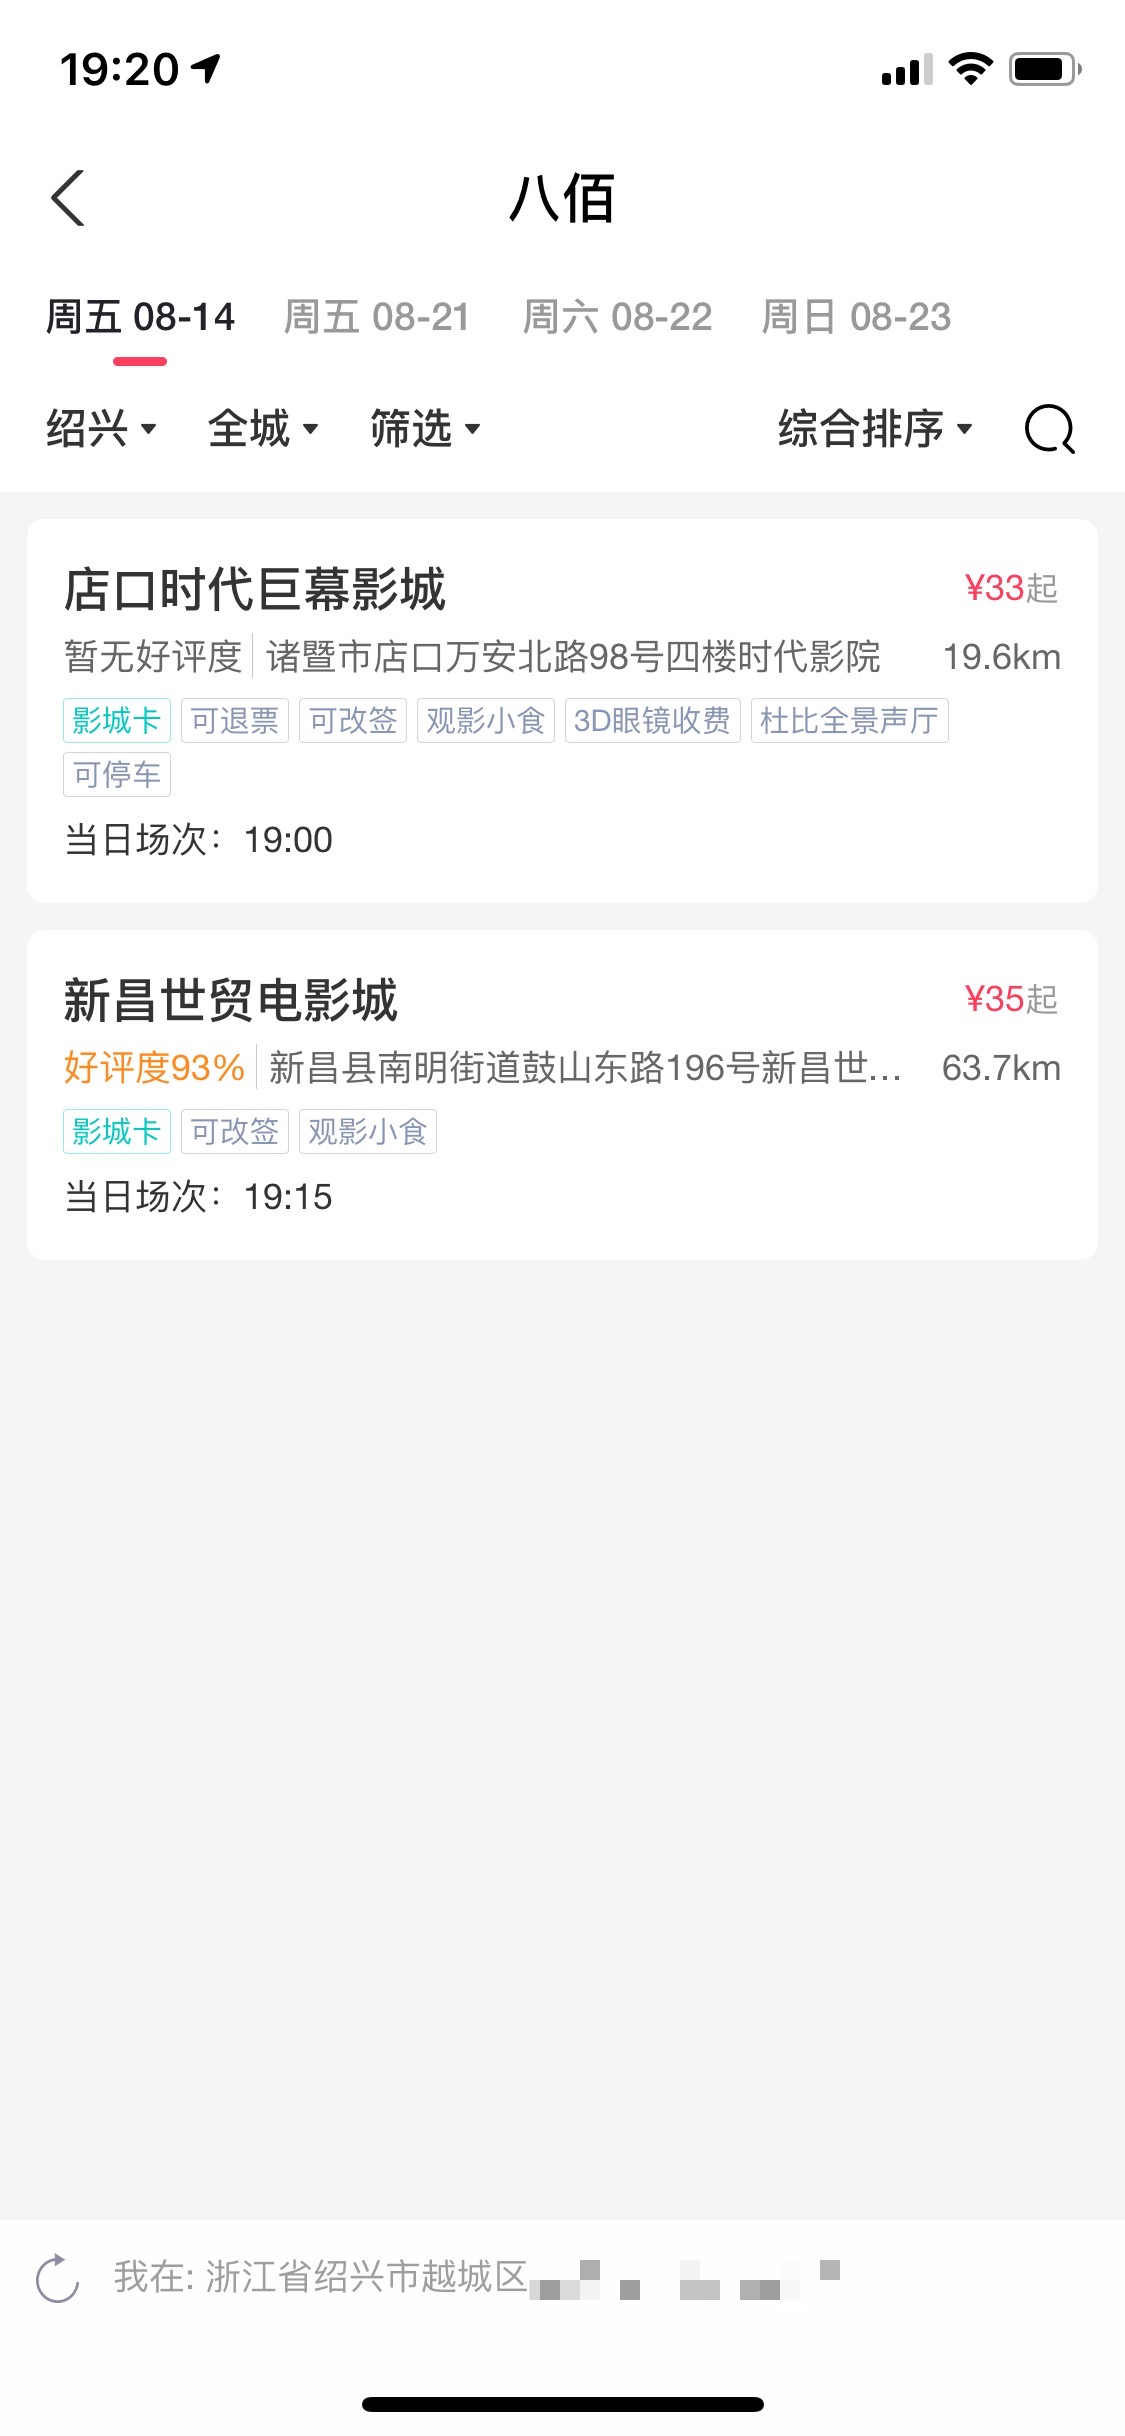 19:20
八佰
周五 08-14 周五 08-21 周六 08-22 周日 08-23
绍兴 全城 筛选 综合排序
店口时代巨幕影城 ¥33起
暂无好评度 诸暨市店口万安北路98号四楼时代影院 19.6km
影城卡 可退票 可改签 观影小食 3D眼镜收费 杜比全景声厅
可停车
当日场次：19:00
新昌世贸电影城 ¥35起
好评度93% 新昌县南明街道鼓山东路196号新昌世... 63.7km
影城卡 可改签 观影小食
当日场次：19:15
我在: 浙江省绍兴市越城区